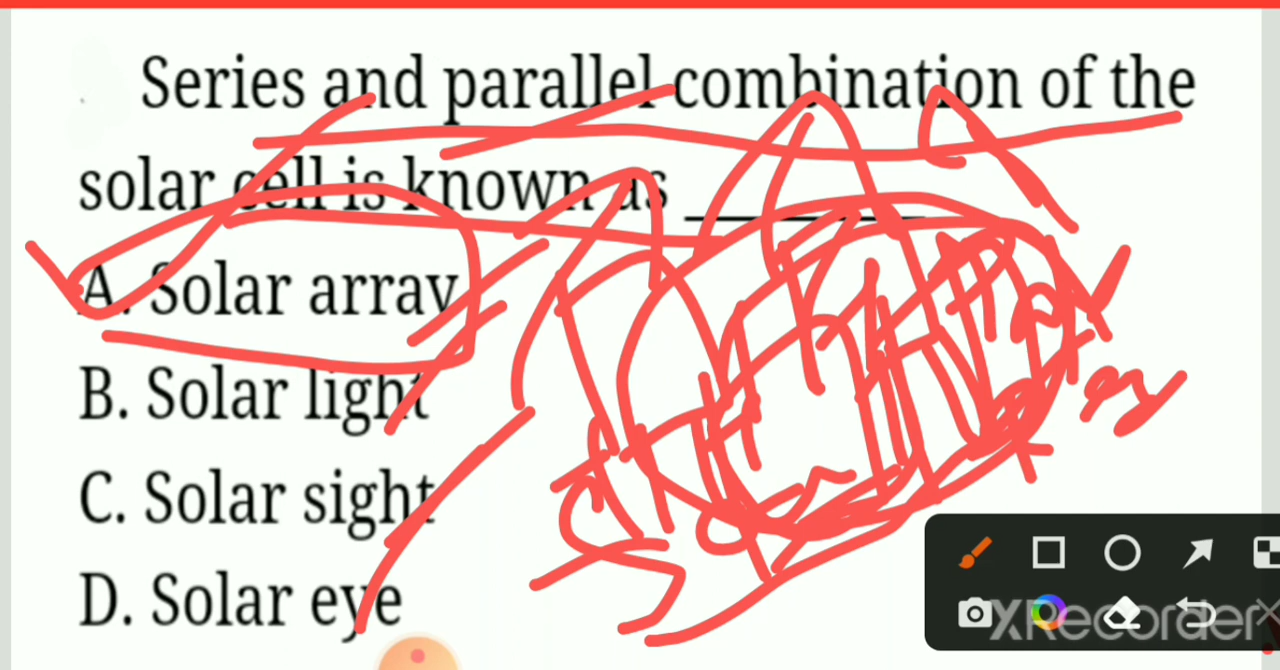 Series and parallel combination of the
solar cell is known as __________
A. Solar array
B. Solar light
C. Solar sight
D. Solar eye
XRecorder